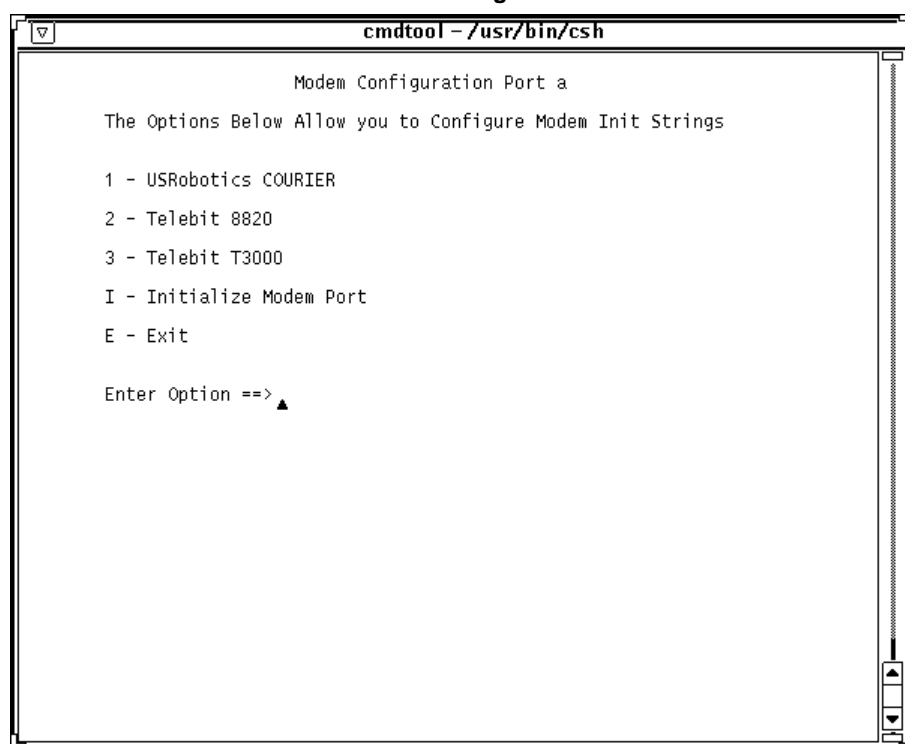 cmdtool – /usr/bin/csh
Modem Configuration Port a
The Options Below Allow you to Configure Modem Init Strings
1 - USRobotics COURIER
2 - Telebit 8820
3 - Telebit T3000
I - Initialize Modem Port
E - Exit
Enter Option ==>